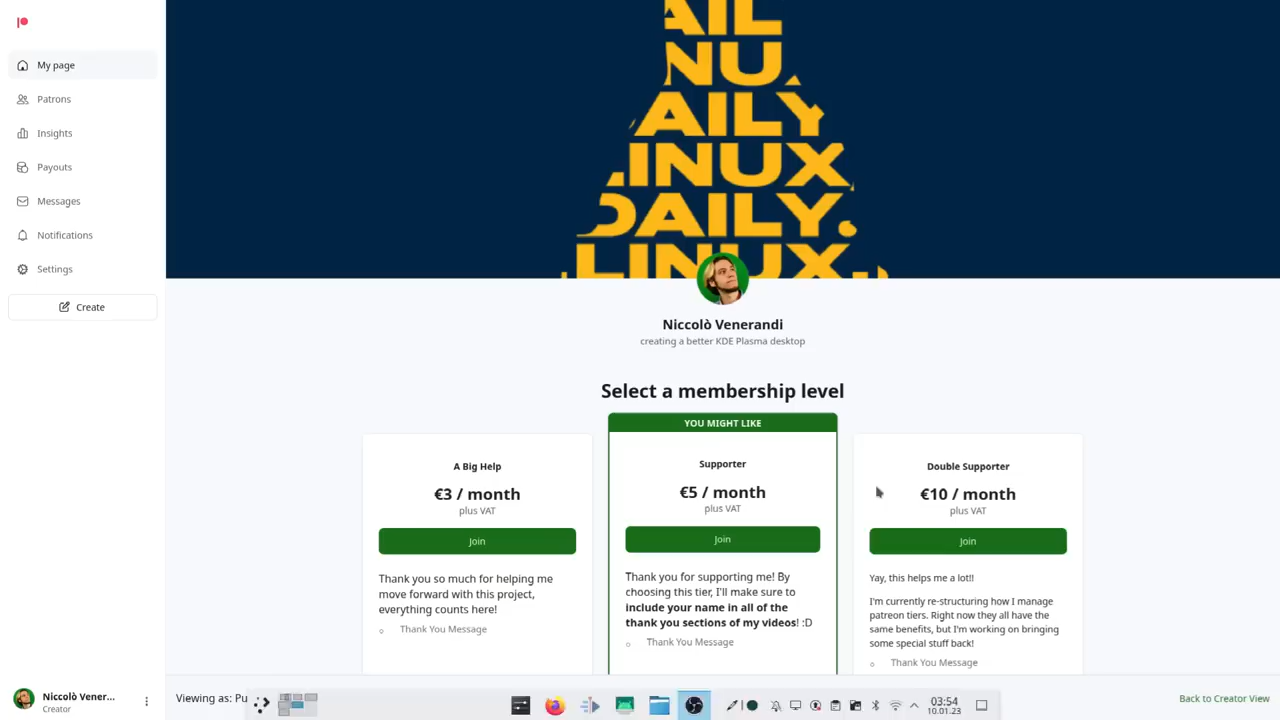 AIL
NU.
AILY
LINUX
DAILY.
LINUX.
My page
Patrons
Insights
Payouts
Messages
Notifications
Settings
Create
Niccolò Venerandi
creating a better KDE Plasma desktop
Select a membership level
A Big Help
€3 / month
plus VAT
Join
Thank you so much for helping me
move forward with this project,
everything counts here!
Thank You Message
YOU MIGHT LIKE
Supporter
€5 / month
plus VAT
Join
Thank you for supporting me! By
choosing this tier, I'll make sure to
include your name in all of the
thank you sections of my videos! :D
Thank You Message
Double Supporter
€10 / month
plus VAT
Join
Yay, this helps me a lot!!
I'm currently re-structuring how I manage
patreon tiers. Right now they all have the
same benefits, but I'm working on bringing
some special stuff back!
Thank You Message
Niccolò Vener...
Creator
Viewing as: Pu
03:54
10.01.23
Back to Creator View